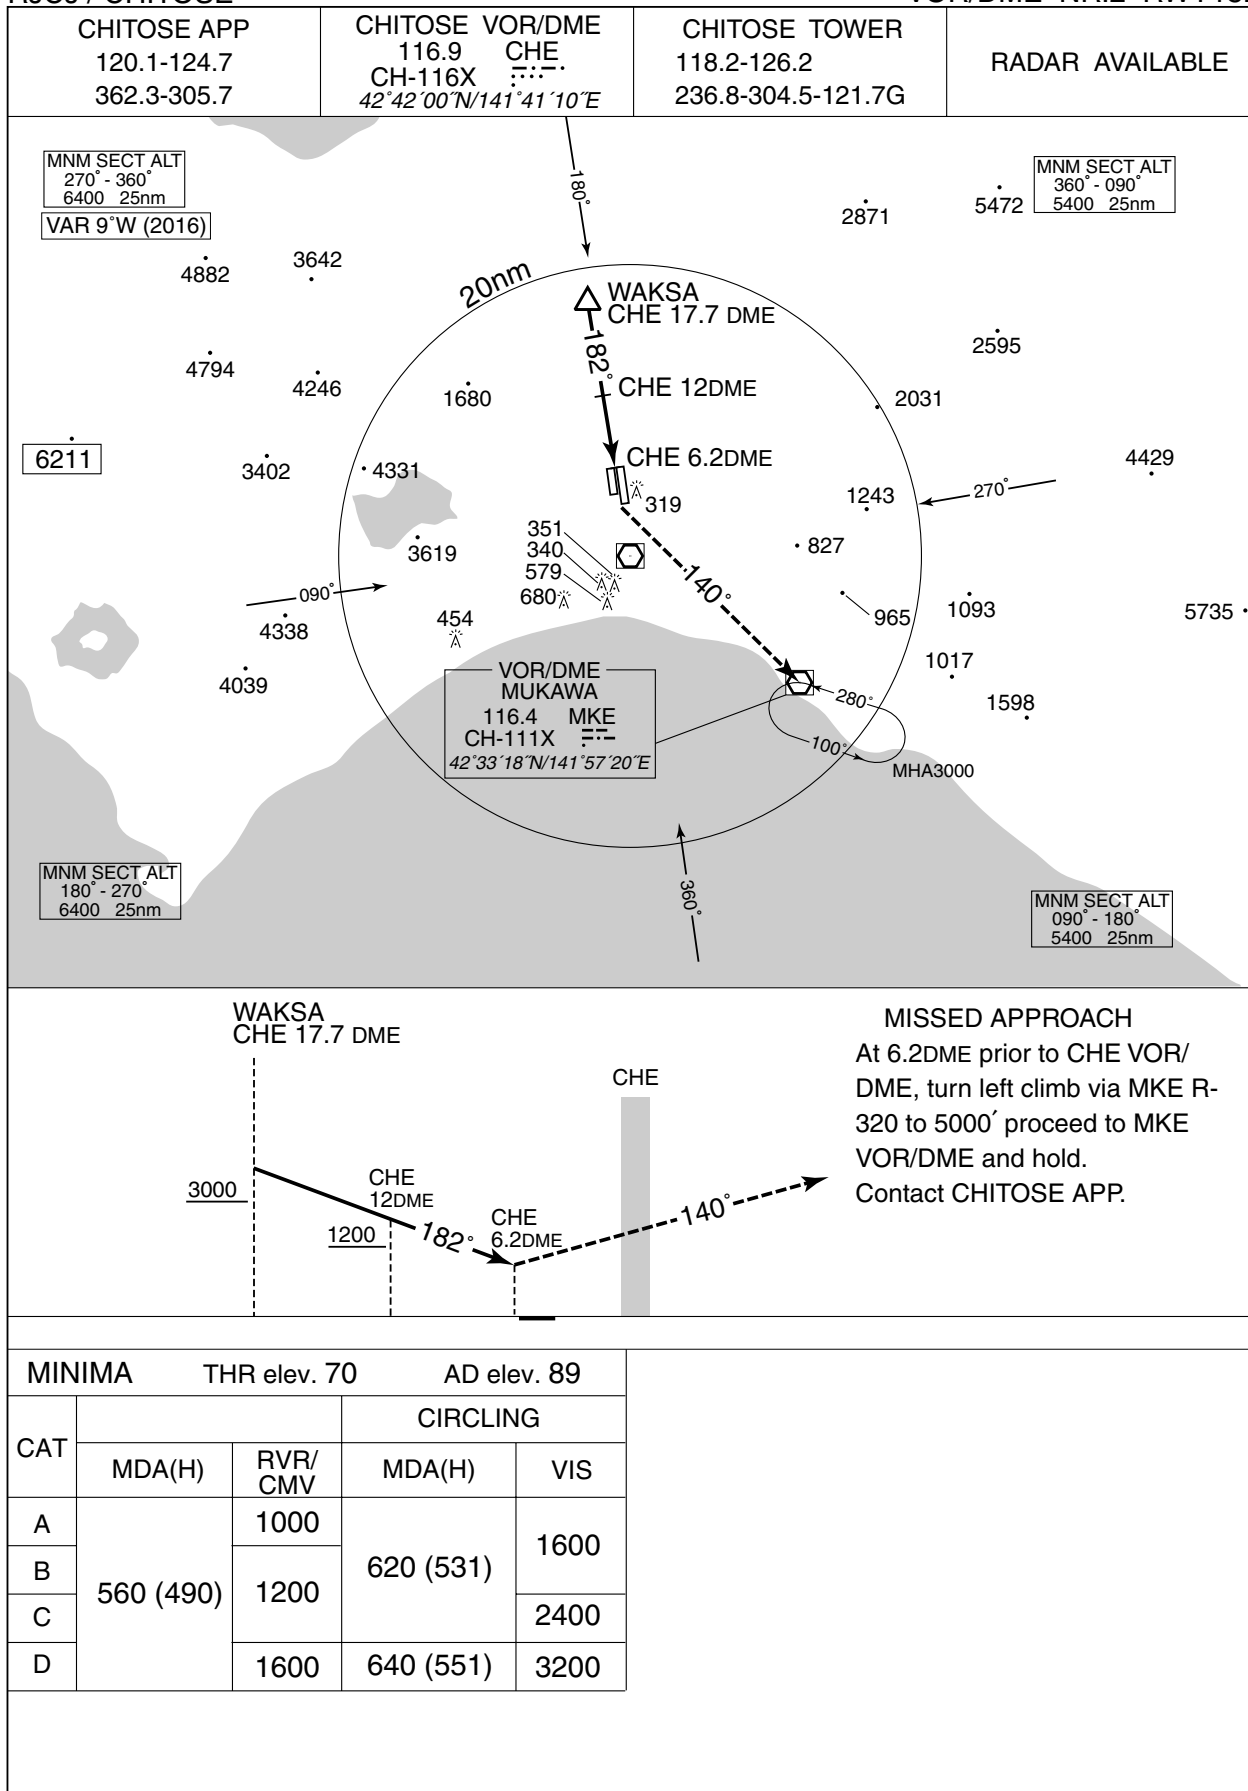 CHITOSE APP
120.1-124.7
362.3-305.7
CHITOSE VOR/DME
116.9 CHE
CH-116X
42°42´00˝N/141°41´10˝E
CHITOSE TOWER
118.2-126.2
236.8-304.5-121.7G
RADAR AVAILABLE
MNM SECT ALT
270° - 360°
6400 25nm
VAR 9°W (2016)
MNM SECT ALT
360° - 090°
5400 25nm
180°
2871
5472
4882
3642
20nm
WAKSA
CHE 17.7 DME
182°
2595
4794
4246
1680
CHE 12DME
2031
6211
3402
4331
CHE 6.2DME
4429
319
1243
270°
351
340
579
680
3619
827
140°
090°
4338
454
965
1093
5735
4039
1017
1598
VOR/DME
MUKAWA
116.4 MKE
CH-111X
42°33´18˝N/141°57´20˝E
280°
100°
MHA3000
360°
MNM SECT ALT
180° - 270°
6400 25nm
MNM SECT ALT
090° - 180°
5400 25nm
WAKSA
CHE 17.7 DME
CHE
3000
CHE
12DME
1200
182°
CHE
6.2DME
140°
MISSED APPROACH
At 6.2DME prior to CHE VOR/
DME, turn left climb via MKE R-
320 to 5000´ proceed to MKE
VOR/DME and hold.
Contact CHITOSE APP.
MINIMA THR elev. 70 AD elev. 89
CAT
CIRCLING
MDA(H) RVR/CMV MDA(H) VIS
A 560 (490) 1000 620 (531) 1600
B 1200
C 2400
D 1600 640 (551) 3200